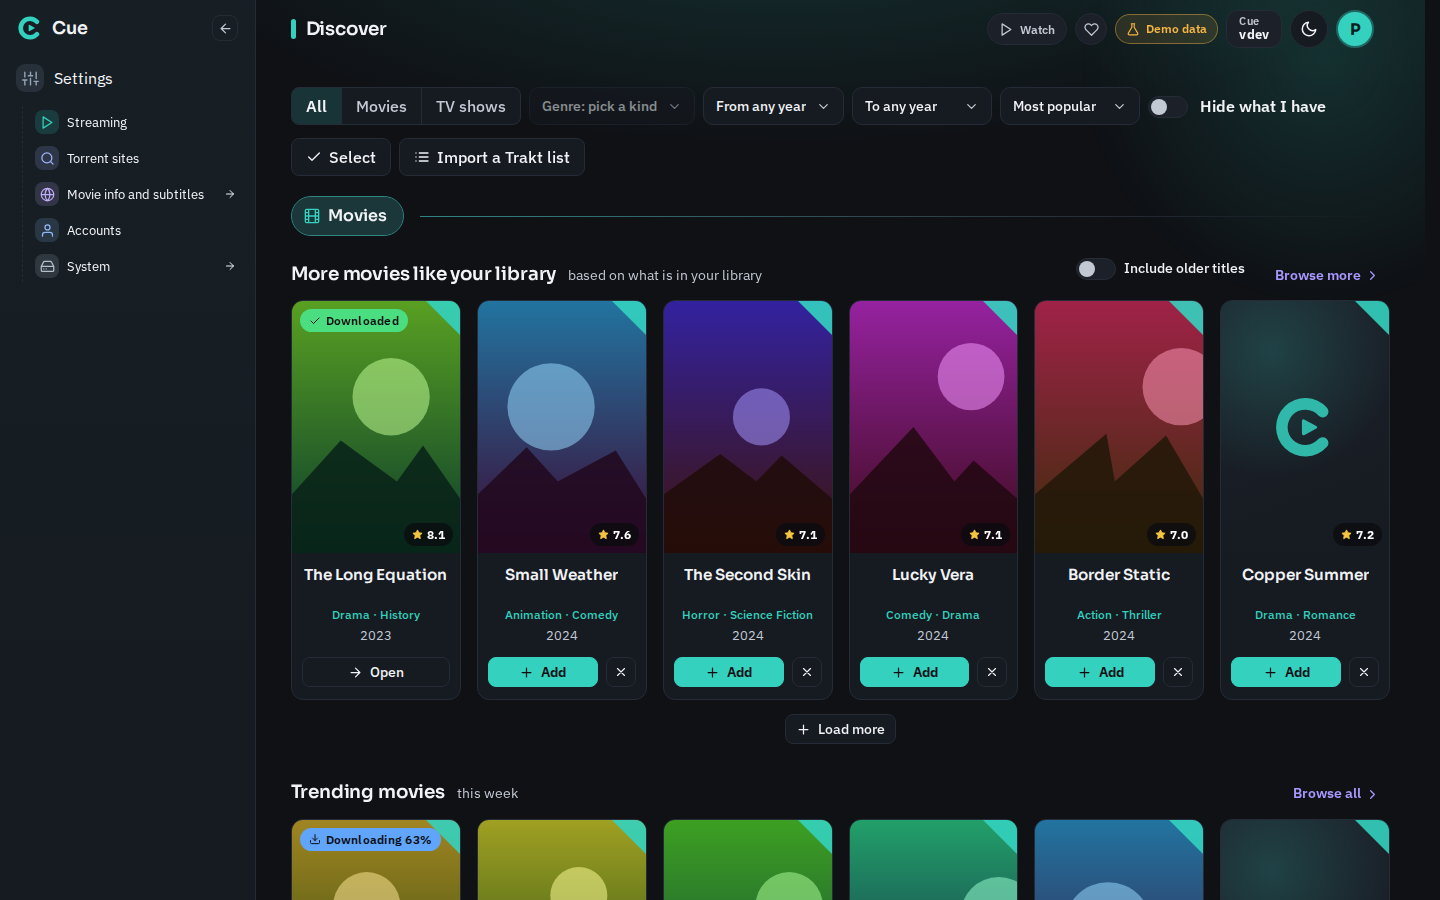 Cue
Discover
Watch
Demo data
Cue
vdev
P
Settings
Streaming
Torrent sites
Movie info and subtitles
Accounts
System
All
Movies
TV shows
Genre: pick a kind
From any year
To any year
Most popular
Hide what I have
Select
Import a Trakt list
Movies
More movies like your library
based on what is in your library
Include older titles
Browse more
Downloaded
8.1
7.6
7.1
7.1
7.0
7.2
The Long Equation
Small Weather
The Second Skin
Lucky Vera
Border Static
Copper Summer
Drama · History
Animation · Comedy
Horror · Science Fiction
Comedy · Drama
Action · Thriller
Drama · Romance
2023
2024
2024
2024
2024
2024
Open
Add
Add
Add
Add
Add
Load more
Trending movies
this week
Browse all
Downloading 63%